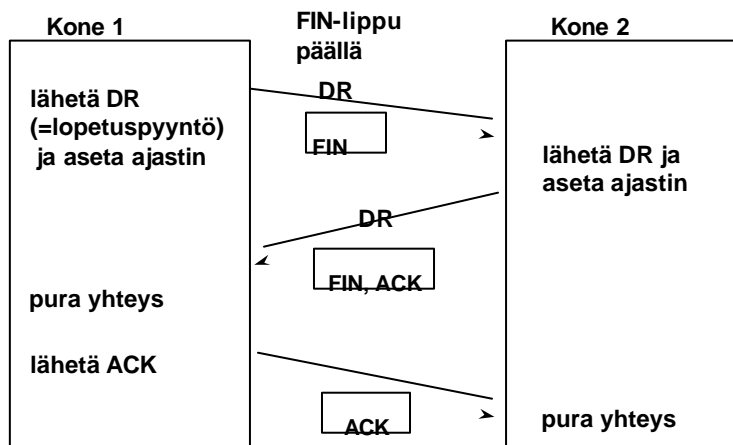 Kone 1
FIN-lippu
päällä
Kone 2
lähetä DR
(=lopetuspyyntö)
ja aseta ajastin
DR
FIN
lähetä DR ja
aseta ajastin
DR
FIN, ACK
pura yhteys
lähetä ACK
ACK
pura yhteys